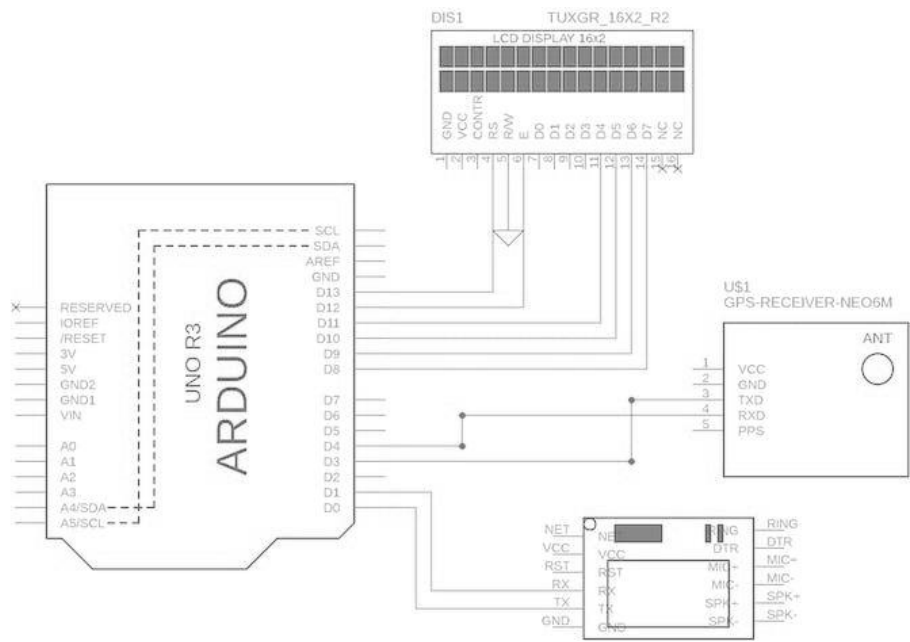 DIS1 TUXGR_16X2_R2
LCD DISPLAY 16x2
GND VCC CONTR RS R/W E D0 D1 D2 D3 D4 D5 D6 D7 NC NC
1 2 3 4 5 6 7 8 9 10 11 12 13 14 15 16
ARDUINO
UNO R3
RESERVED
IOREF
/RESET
3V
5V
GND2
GND1
VIN
A0
A1
A2
A3
A4/SDA
A5/SCL
SCL
SDA
AREF
GND
D13
D12
D11
D10
D9
D8
D7
D6
D5
D4
D3
D2
D1
D0
U$1
GPS-RECEIVER-NEO6M
ANT
1 VCC
2 GND
3 TXD
4 RXD
5 PPS
NET
VCC
RST
RX
TX
GND
NET
VCC
RST
RX
TX
GND
RING
DTR
MIC+
MIC-
SPK+
SPK-
RING
DTR
MIC+
MIC-
SPK+
SPK-